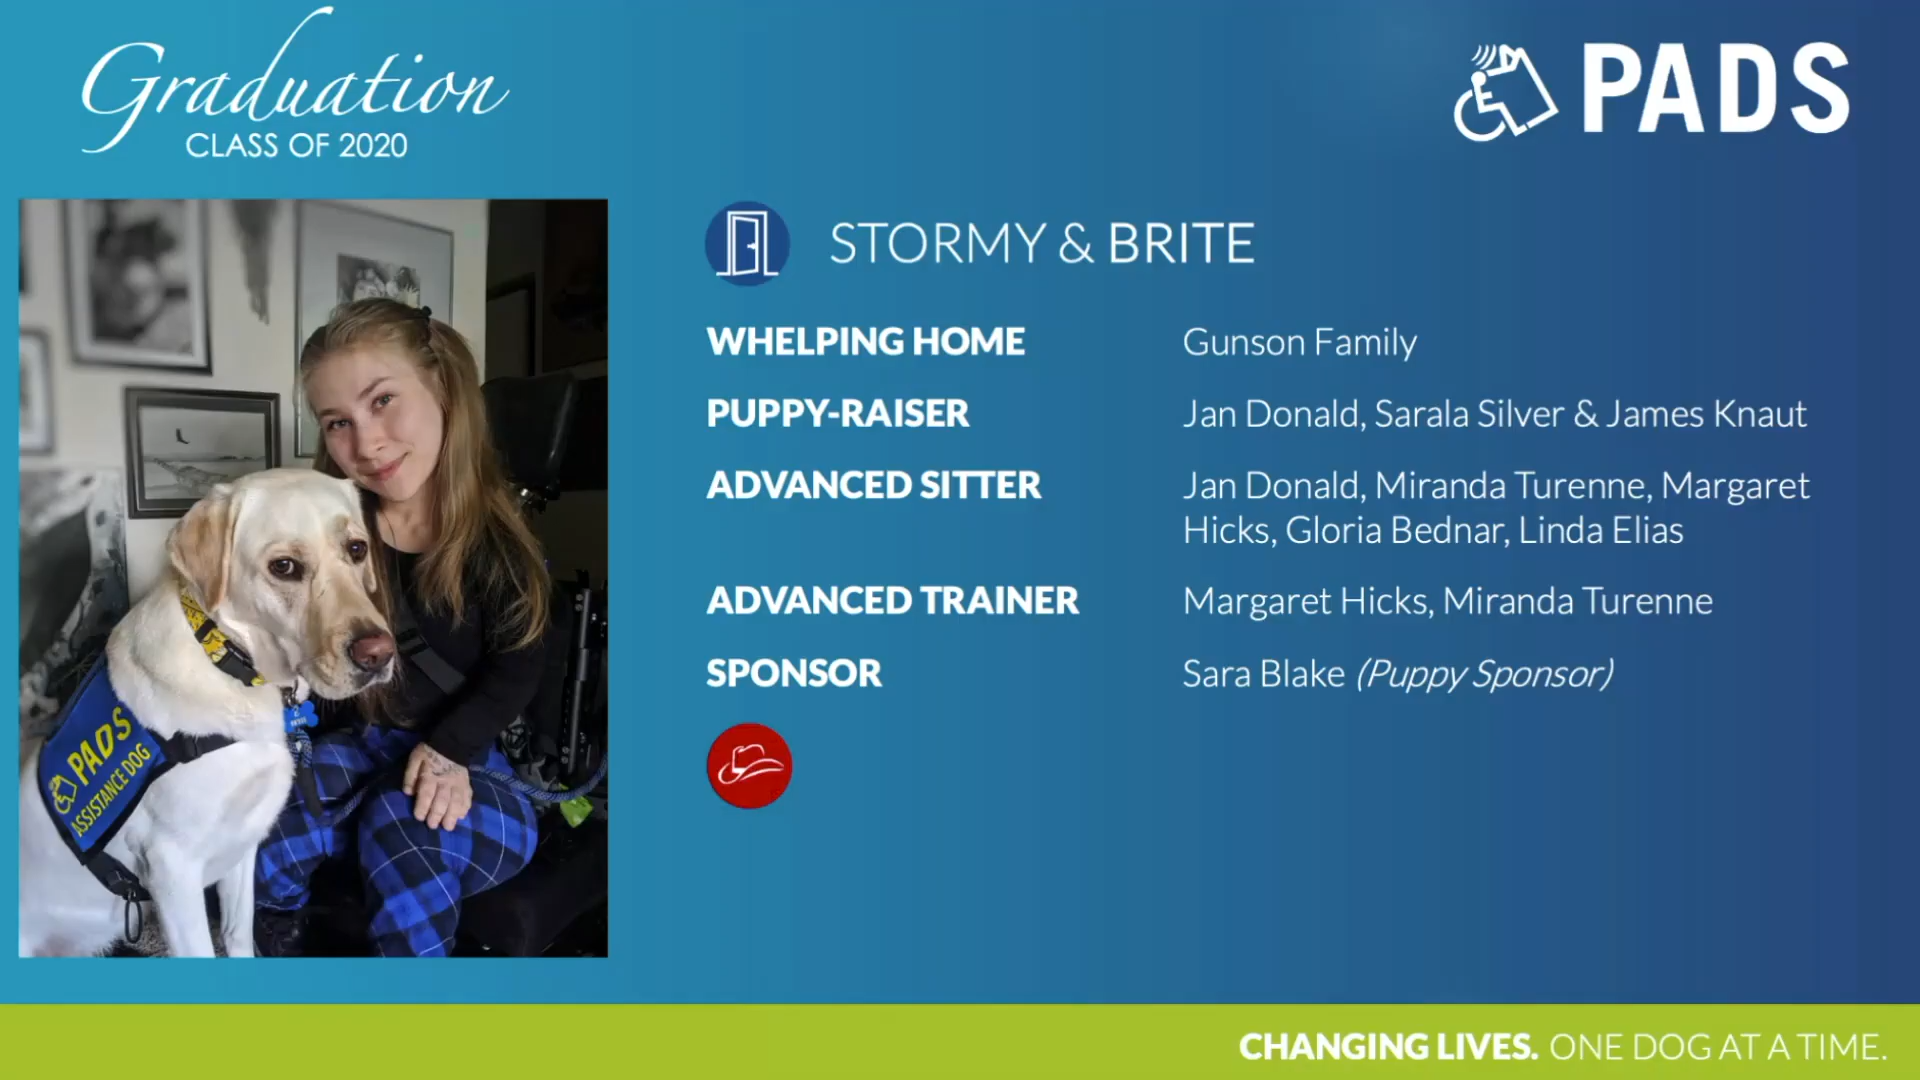 Graduation
CLASS OF 2020
PADS
STORMY & BRITE
WHELPING HOME Gunson Family
PUPPY-RAISER Jan Donald, Sarala Silver & James Knaut
ADVANCED SITTER Jan Donald, Miranda Turenne, Margaret
Hicks, Gloria Bednar, Linda Elias
ADVANCED TRAINER Margaret Hicks, Miranda Turenne
SPONSOR Sara Blake (Puppy Sponsor)
PADS
ASSISTANCE DOG
CHANGING LIVES. ONE DOG AT A TIME.